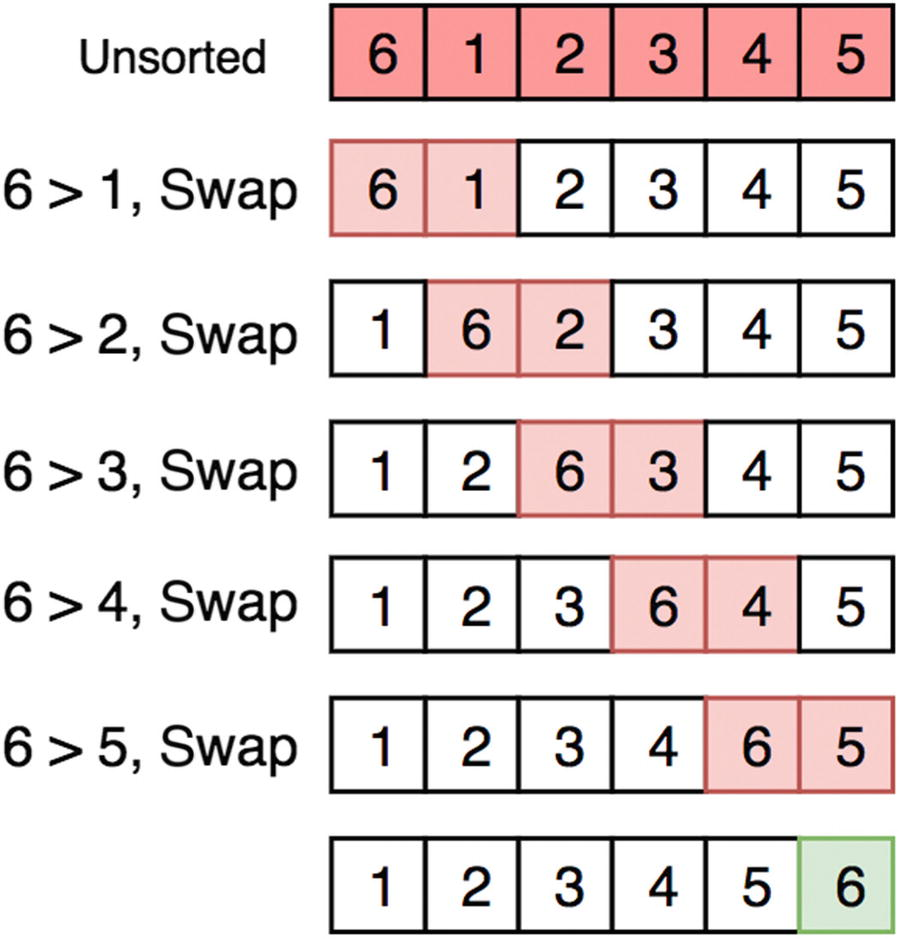 Unsorted 6 1 2 3 4 5
6 > 1, Swap 6 1 2 3 4 5
6 > 2, Swap 1 6 2 3 4 5
6 > 3, Swap 1 2 6 3 4 5
6 > 4, Swap 1 2 3 6 4 5
6 > 5, Swap 1 2 3 4 6 5
1 2 3 4 5 6